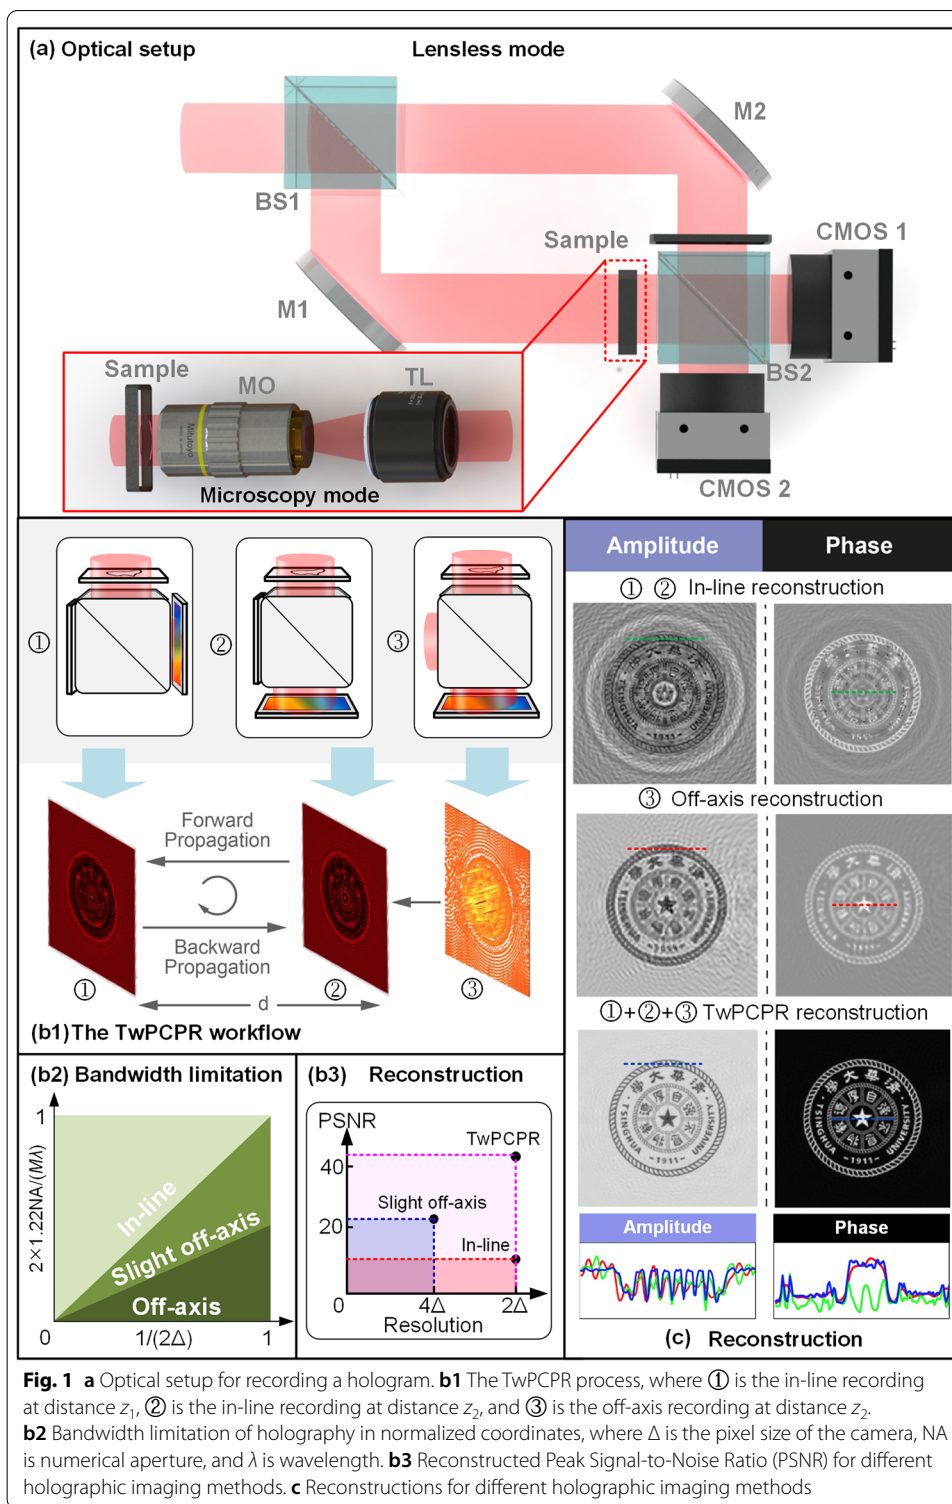 (a) Optical setup
Lensless mode
M2
BS1
CMOS 1
Sample
M1
BS2
Sample
MO
TL
Mitutoyo
Microscopy mode
CMOS 2
①
②
③
Forward
Propagation
Backward
Propagation
①
d
②
③
(b1)The TwPCPR workflow
(b2) Bandwidth limitation
1
2×1.22NA/(Mλ)
In-line
Slight off-axis
Off-axis
0
1/(2Δ)
1
(b3) Reconstruction
PSNR
TwPCPR
40
Slight off-axis
20
In-line
0
4Δ
2Δ
Resolution
Amplitude
Phase
① ② In-line reconstruction
③ Off-axis reconstruction
①+②+③ TwPCPR reconstruction
TSINGHUA UNIVERSITY
–1911–
TSINGHUA UNIVERSITY
–1911–
Amplitude
Phase
(c) Reconstruction
Fig. 1 a Optical setup for recording a hologram. b1 The TwPCPR process, where ① is the in-line recording
at distance z1, ② is the in-line recording at distance z2, and ③ is the off-axis recording at distance z2.
b2 Bandwidth limitation of holography in normalized coordinates, where Δ is the pixel size of the camera, NA
is numerical aperture, and λ is wavelength. b3 Reconstructed Peak Signal-to-Noise Ratio (PSNR) for different
holographic imaging methods. c Reconstructions for different holographic imaging methods